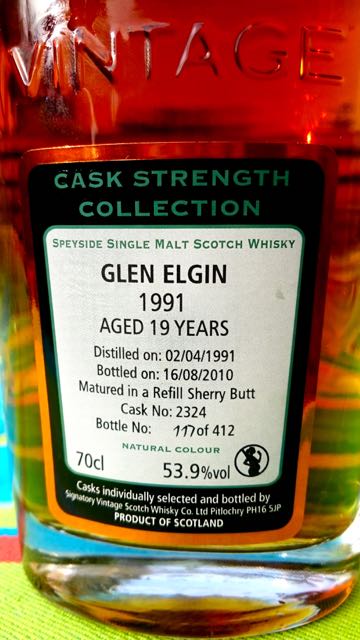 VINTAGE
CASK STRENGTH
COLLECTION
SPEYSIDE SINGLE MALT SCOTCH WHISKY
GLEN ELGIN
1991
AGED 19 YEARS
Distilled on: 02/04/1991
Bottled on: 16/08/2010
Matured in a Refill Sherry Butt
Cask No: 2324
Bottle No: 117 of 412
NATURAL COLOUR
70cl 53.9%vol
Casks individually selected and bottled by
Signatory Vintage Scotch Whisky Co. Ltd Pitlochry PH16 5JP
PRODUCT OF SCOTLAND